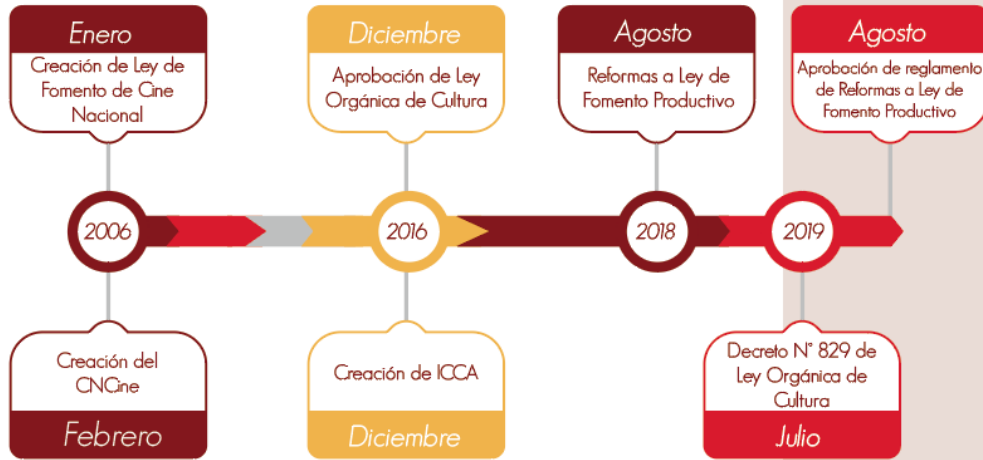 Enero
Creación de Ley de
Fomento de Cine
Nacional
Diciembre
Aprobación de Ley
Orgánica de Cultura
Agosto
Reformas a Ley de
Fomento Productivo
Agosto
Aprobación de reglamento
de Reformas a Ley de
Fomento Productivo
2006
2016
2018
2019
Creación del
CNCine
Febrero
Creación de ICCA
Diciembre
Decreto N° 829 de
Ley Orgánica de
Cultura
Julio